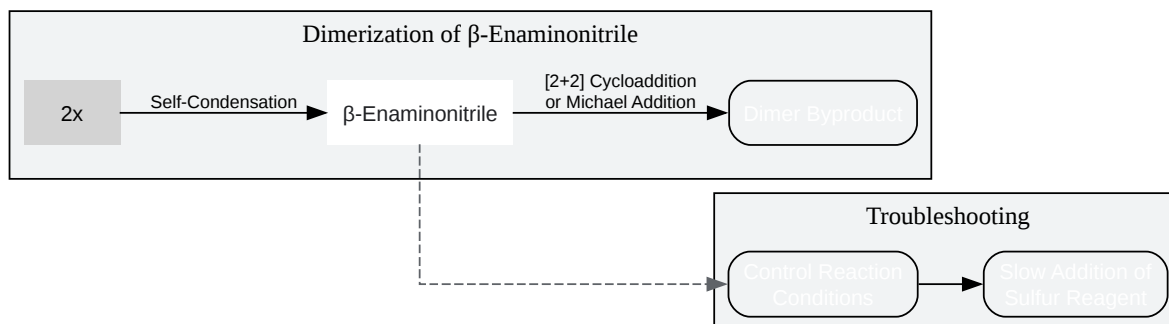 Dimerization of β-Enaminonitrile
2x
Self-Condensation
β-Enaminonitrile
[2+2] Cycloaddition
or Michael Addition
Dimer Byproduct
Troubleshooting
Control Reaction
Conditions
Slow Addition of
Sulfur Reagent